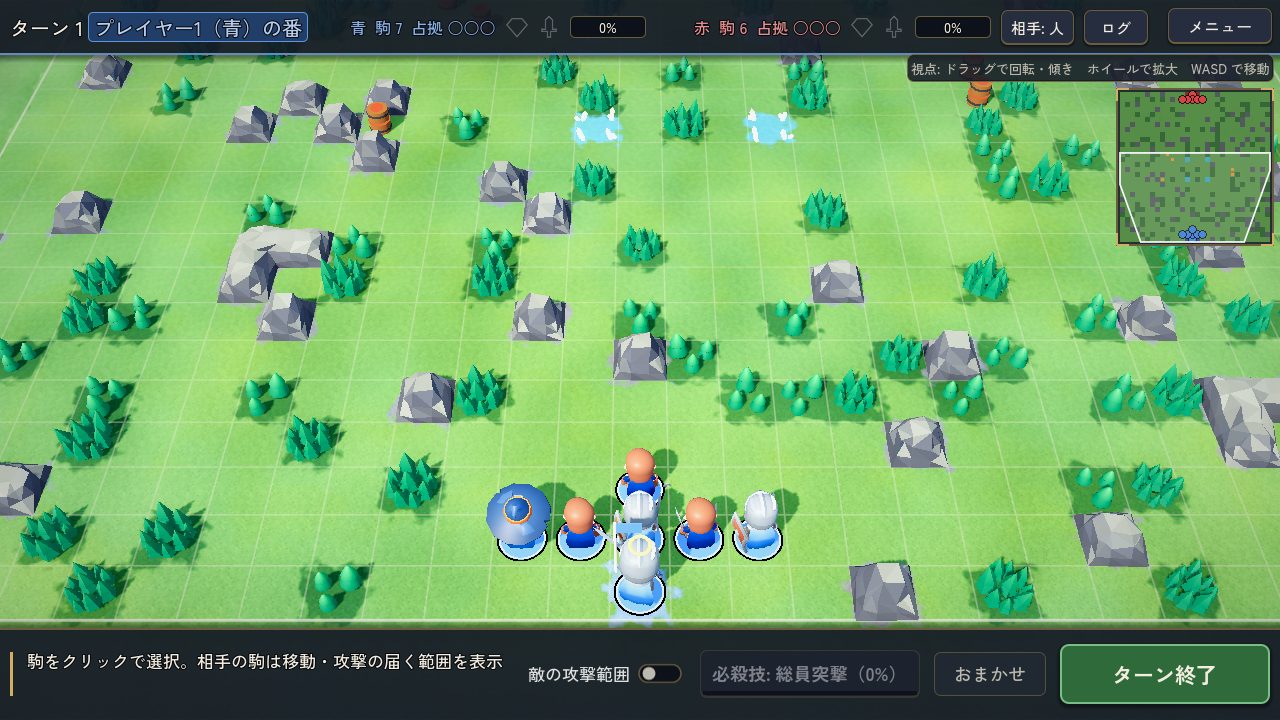 ターン 1 プレイヤー1（青）の番 青 駒 7 占拠 〇〇〇 0% 赤 駒 6 占拠 〇〇〇 0% 相手: 人 ログ メニュー
視点: ドラッグで回転・傾き ホイールで拡大 WASD で移動
駒をクリックで選択。相手の駒は移動・攻撃の届く範囲を表示
敵の攻撃範囲 必殺技: 総員突撃（0%） おまかせ ターン終了